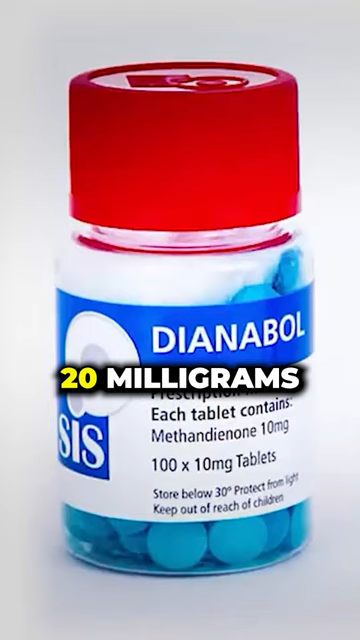 DIANABOL
20 MILLIGRAMS
Each tablet contains:
Methandienone 10mg
SIS
100 x 10mg Tablets
Store below 30° Protect from light
Keep out of reach of children